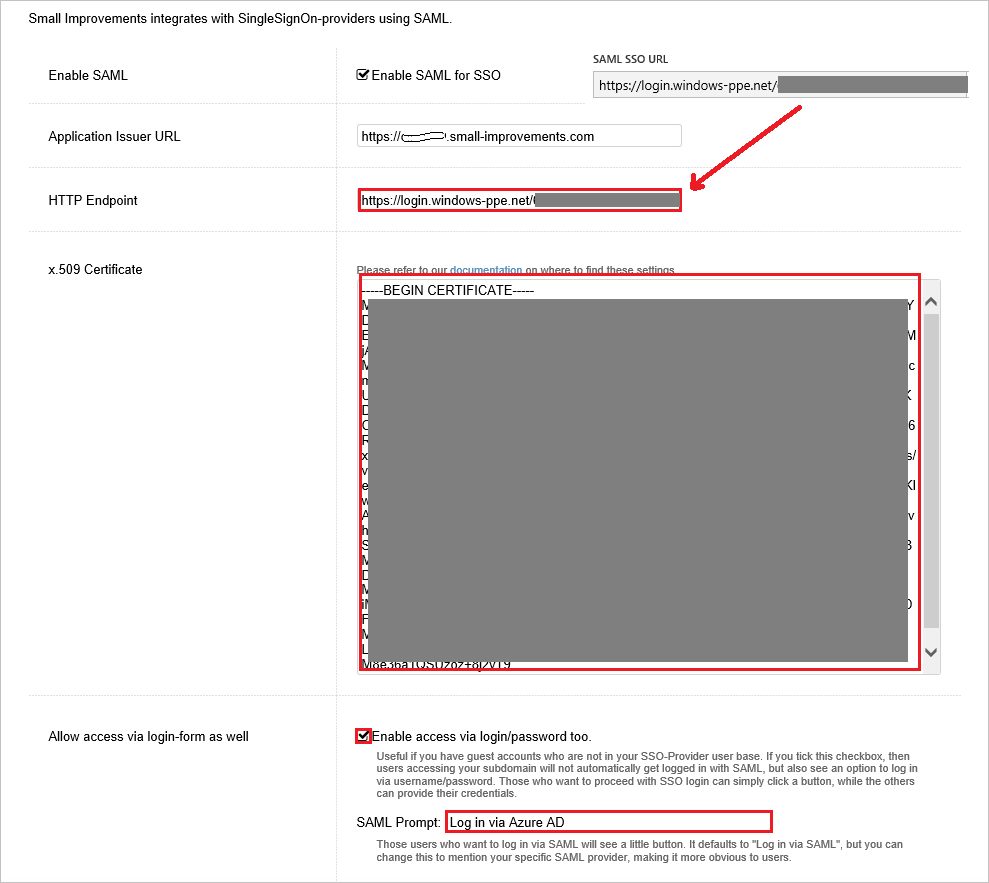 Small Improvements integrates with SingleSignOn-providers using SAML.
SAML SSO URL
Enable SAML
Enable SAML for SSO
https://login.windows-ppe.net/
Application Issuer URL
https:// .small-improvements.com
HTTP Endpoint
https://login.windows-ppe.net/
x.509 Certificate
Please refer to our documentation on where to find these settings
-----BEGIN CERTIFICATE-----
Allow access via login-form as well
Enable access via login/password too.
Useful if you have guest accounts who are not in your SSO-Provider user base. If you tick this checkbox, then
users accessing your subdomain will not automatically get logged in with SAML, but also see an option to log in
via username/password. Those who want to proceed with SSO login can simply click a button, while the others
can provide their credentials.
SAML Prompt: Log in via Azure AD
Those users who want to log in via SAML will see a little button. It defaults to "Log in via SAML", but you can
change this to mention your specific SAML provider, making it more obvious to users.